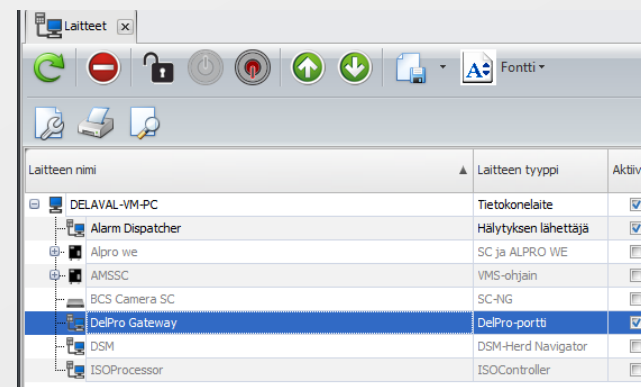 Laitteet
Fontti
Laitteen nimi Laitteen tyyppi Aktiiv
DELAVAL-VM-PC Tietokonelaite
Alarm Dispatcher Hälytyksen lähettäjä
Alpro we SC ja ALPRO WE
AMSSC VMS-ohjain
BCS Camera SC SC-NG
DelPro Gateway DelPro-portti
DSM DSM-Herd Navigator
ISOProcessor ISOController